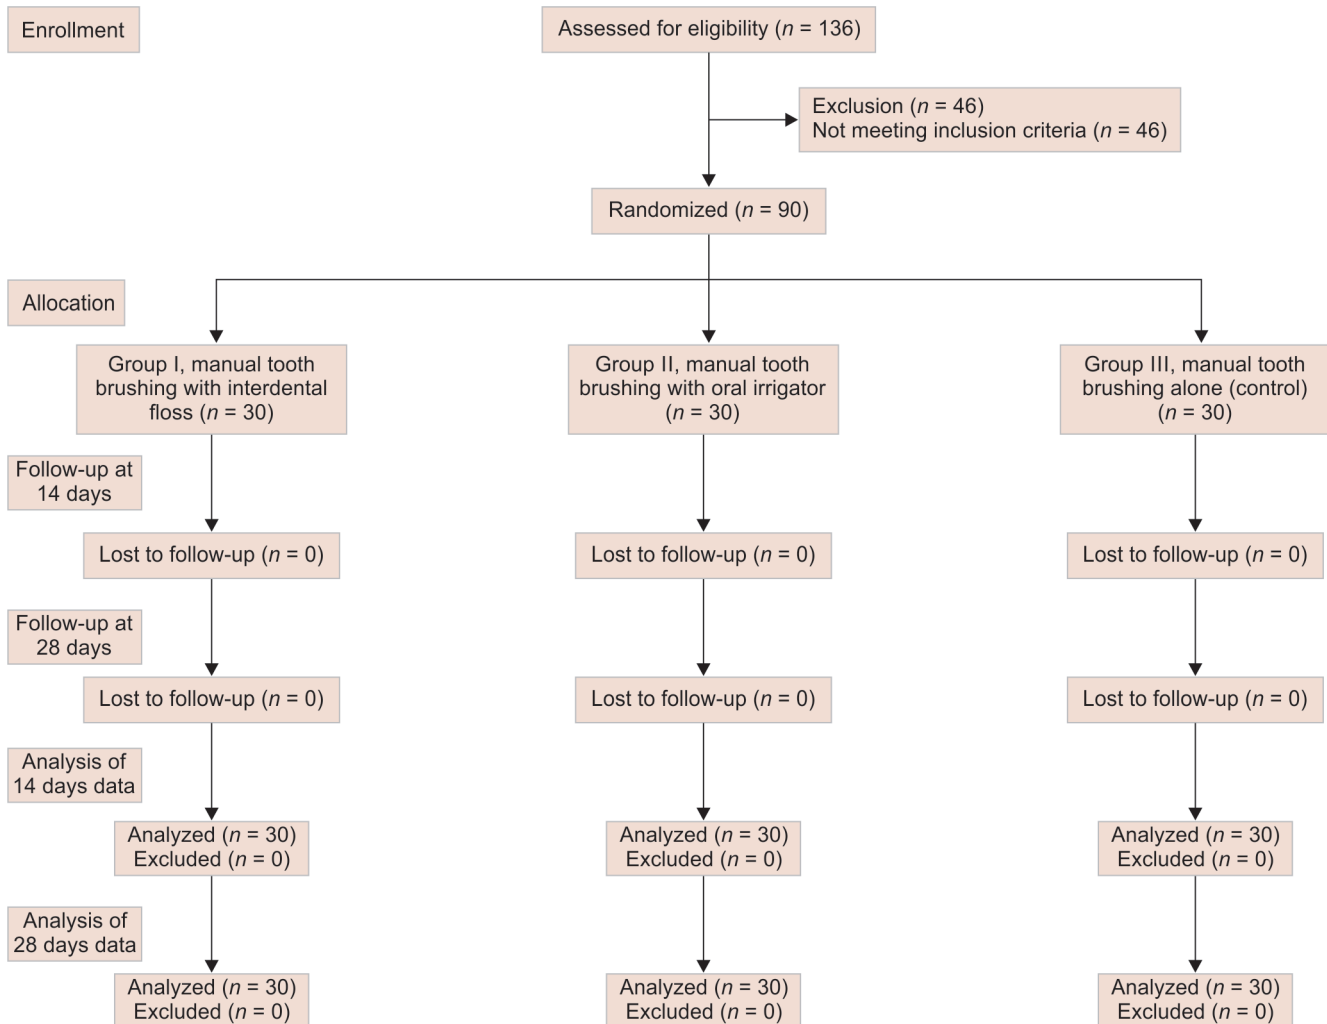 Enrollment
Assessed for eligibility (n = 136)
Exclusion (n = 46)
Not meeting inclusion criteria (n = 46)
Randomized (n = 90)
Allocation
Group I, manual tooth
brushing with interdental
floss (n = 30)
Group II, manual tooth
brushing with oral irrigator
(n = 30)
Group III, manual tooth
brushing alone (control)
(n = 30)
Follow-up at
14 days
Lost to follow-up (n = 0)
Lost to follow-up (n = 0)
Lost to follow-up (n = 0)
Follow-up at
28 days
Lost to follow-up (n = 0)
Lost to follow-up (n = 0)
Lost to follow-up (n = 0)
Analysis of
14 days data
Analyzed (n = 30)
Excluded (n = 0)
Analyzed (n = 30)
Excluded (n = 0)
Analyzed (n = 30)
Excluded (n = 0)
Analysis of
28 days data
Analyzed (n = 30)
Excluded (n = 0)
Analyzed (n = 30)
Excluded (n = 0)
Analyzed (n = 30)
Excluded (n = 0)